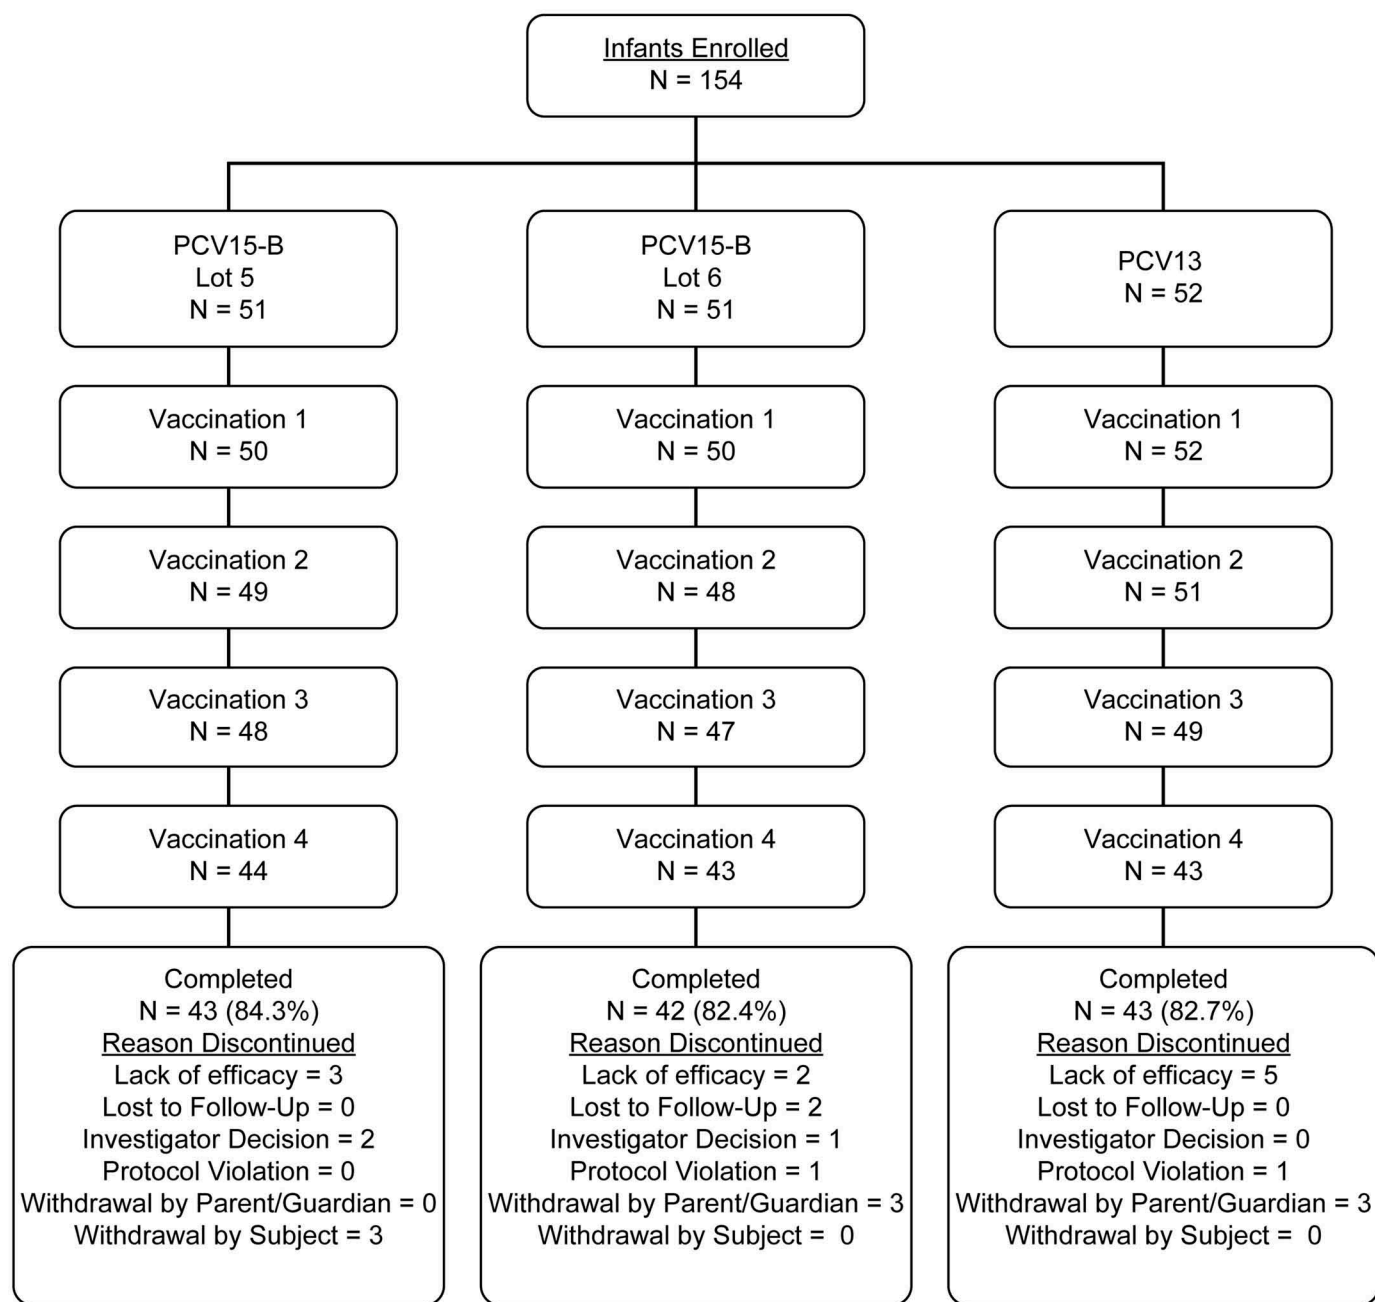 Infants Enrolled
N = 154
PCV15-B
Lot 5
N = 51
PCV15-B
Lot 6
N = 51
PCV13
N = 52
Vaccination 1
N = 50
Vaccination 1
N = 50
Vaccination 1
N = 52
Vaccination 2
N = 49
Vaccination 2
N = 48
Vaccination 2
N = 51
Vaccination 3
N = 48
Vaccination 3
N = 47
Vaccination 3
N = 49
Vaccination 4
N = 44
Vaccination 4
N = 43
Vaccination 4
N = 43
Completed
N = 43 (84.3%)
Reason Discontinued
Lack of efficacy = 3
Lost to Follow-Up = 0
Investigator Decision = 2
Protocol Violation = 0
Withdrawal by Parent/Guardian = 0
Withdrawal by Subject = 3
Completed
N = 42 (82.4%)
Reason Discontinued
Lack of efficacy = 2
Lost to Follow-Up = 2
Investigator Decision = 1
Protocol Violation = 1
Withdrawal by Parent/Guardian = 3
Withdrawal by Subject = 0
Completed
N = 43 (82.7%)
Reason Discontinued
Lack of efficacy = 5
Lost to Follow-Up = 0
Investigator Decision = 0
Protocol Violation = 1
Withdrawal by Parent/Guardian = 3
Withdrawal by Subject = 0